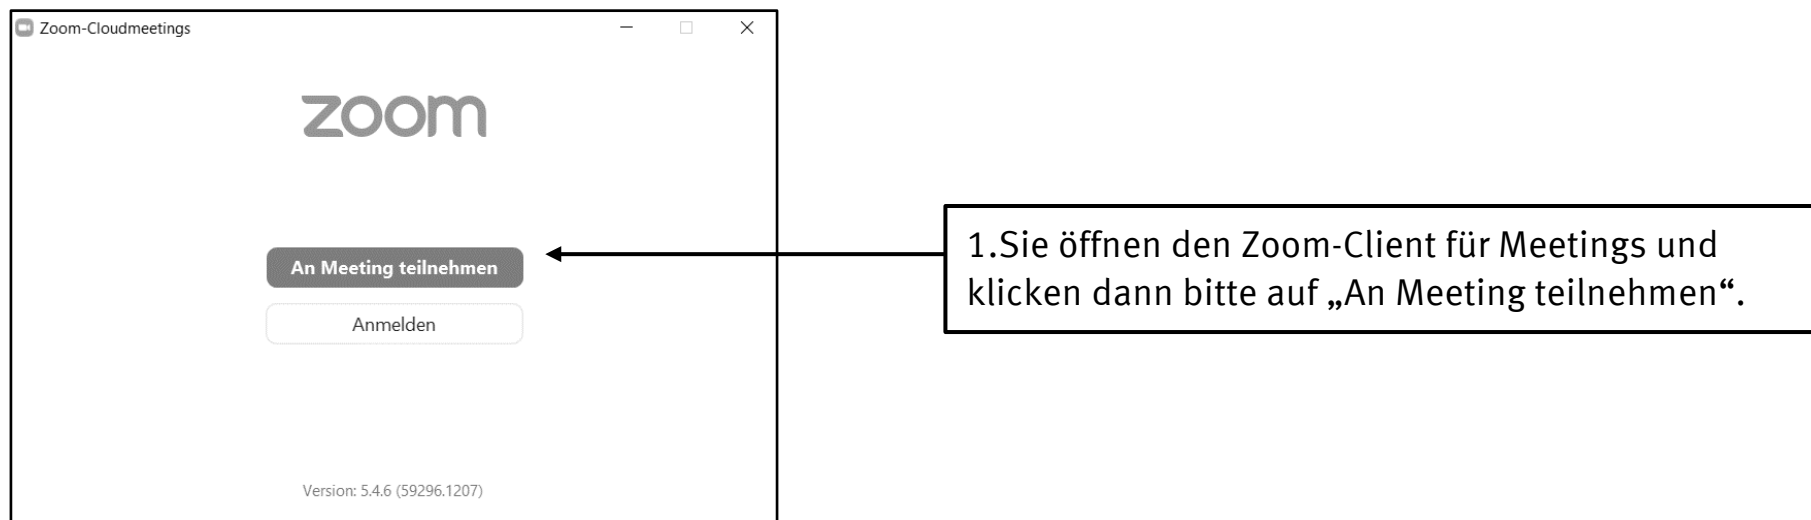 Zoom-Cloudmeetings
zoom
An Meeting teilnehmen
Anmelden
Version: 5.4.6 (59296.1207)
1.Sie öffnen den Zoom-Client für Meetings und
klicken dann bitte auf „An Meeting teilnehmen“.